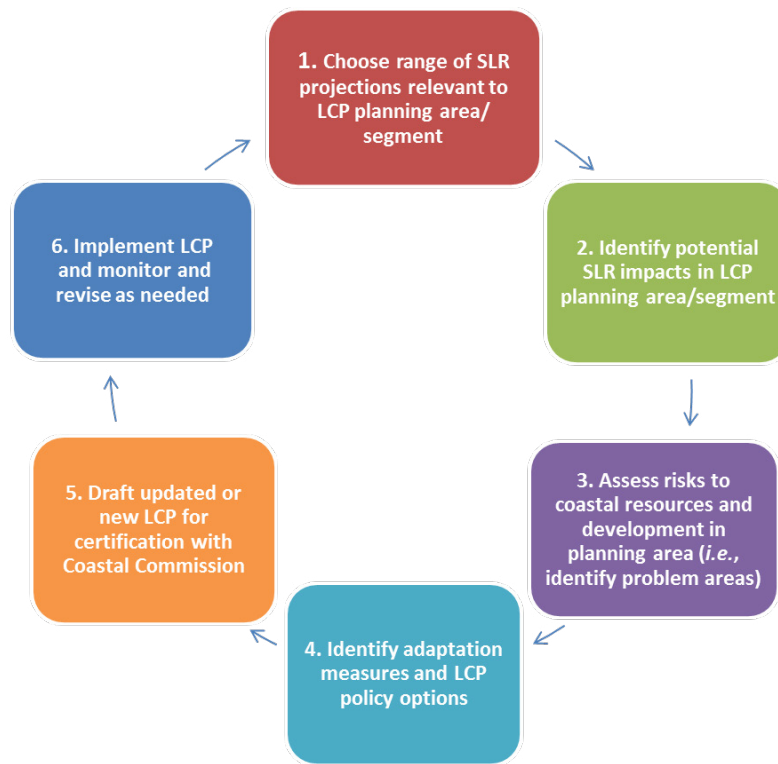 1. Choose range of SLR
projections relevant to
LCP planning area/
segment
2. Identify potential
SLR impacts in LCP
planning area/segment
3. Assess risks to
coastal resources and
development in
planning area (i.e.,
identify problem areas)
4. Identify adaptation
measures and LCP
policy options
5. Draft updated or
new LCP for
certification with
Coastal Commission
6. Implement LCP
and monitor and
revise as needed